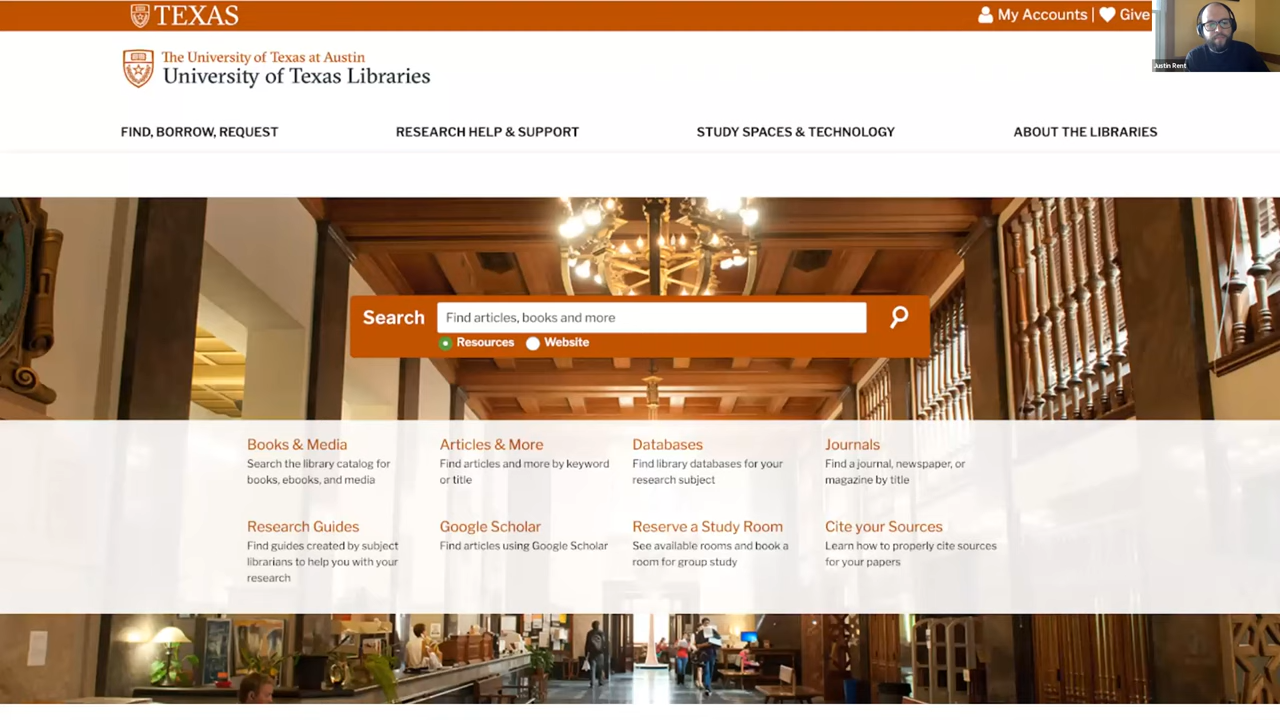 TEXAS
My Accounts | Give
Justin Rent
The University of Texas at Austin
University of Texas Libraries
FIND, BORROW, REQUEST
RESEARCH HELP & SUPPORT
STUDY SPACES & TECHNOLOGY
ABOUT THE LIBRARIES
Search
Find articles, books and more
Resources
Website
Books & Media
Search the library catalog for
books, ebooks, and media
Articles & More
Find articles and more by keyword
or title
Databases
Find library databases for your
research subject
Journals
Find a journal, newspaper, or
magazine by title
Research Guides
Find guides created by subject
librarians to help you with your
research
Google Scholar
Find articles using Google Scholar
Reserve a Study Room
See available rooms and book a
room for group study
Cite your Sources
Learn how to properly cite sources
for your papers